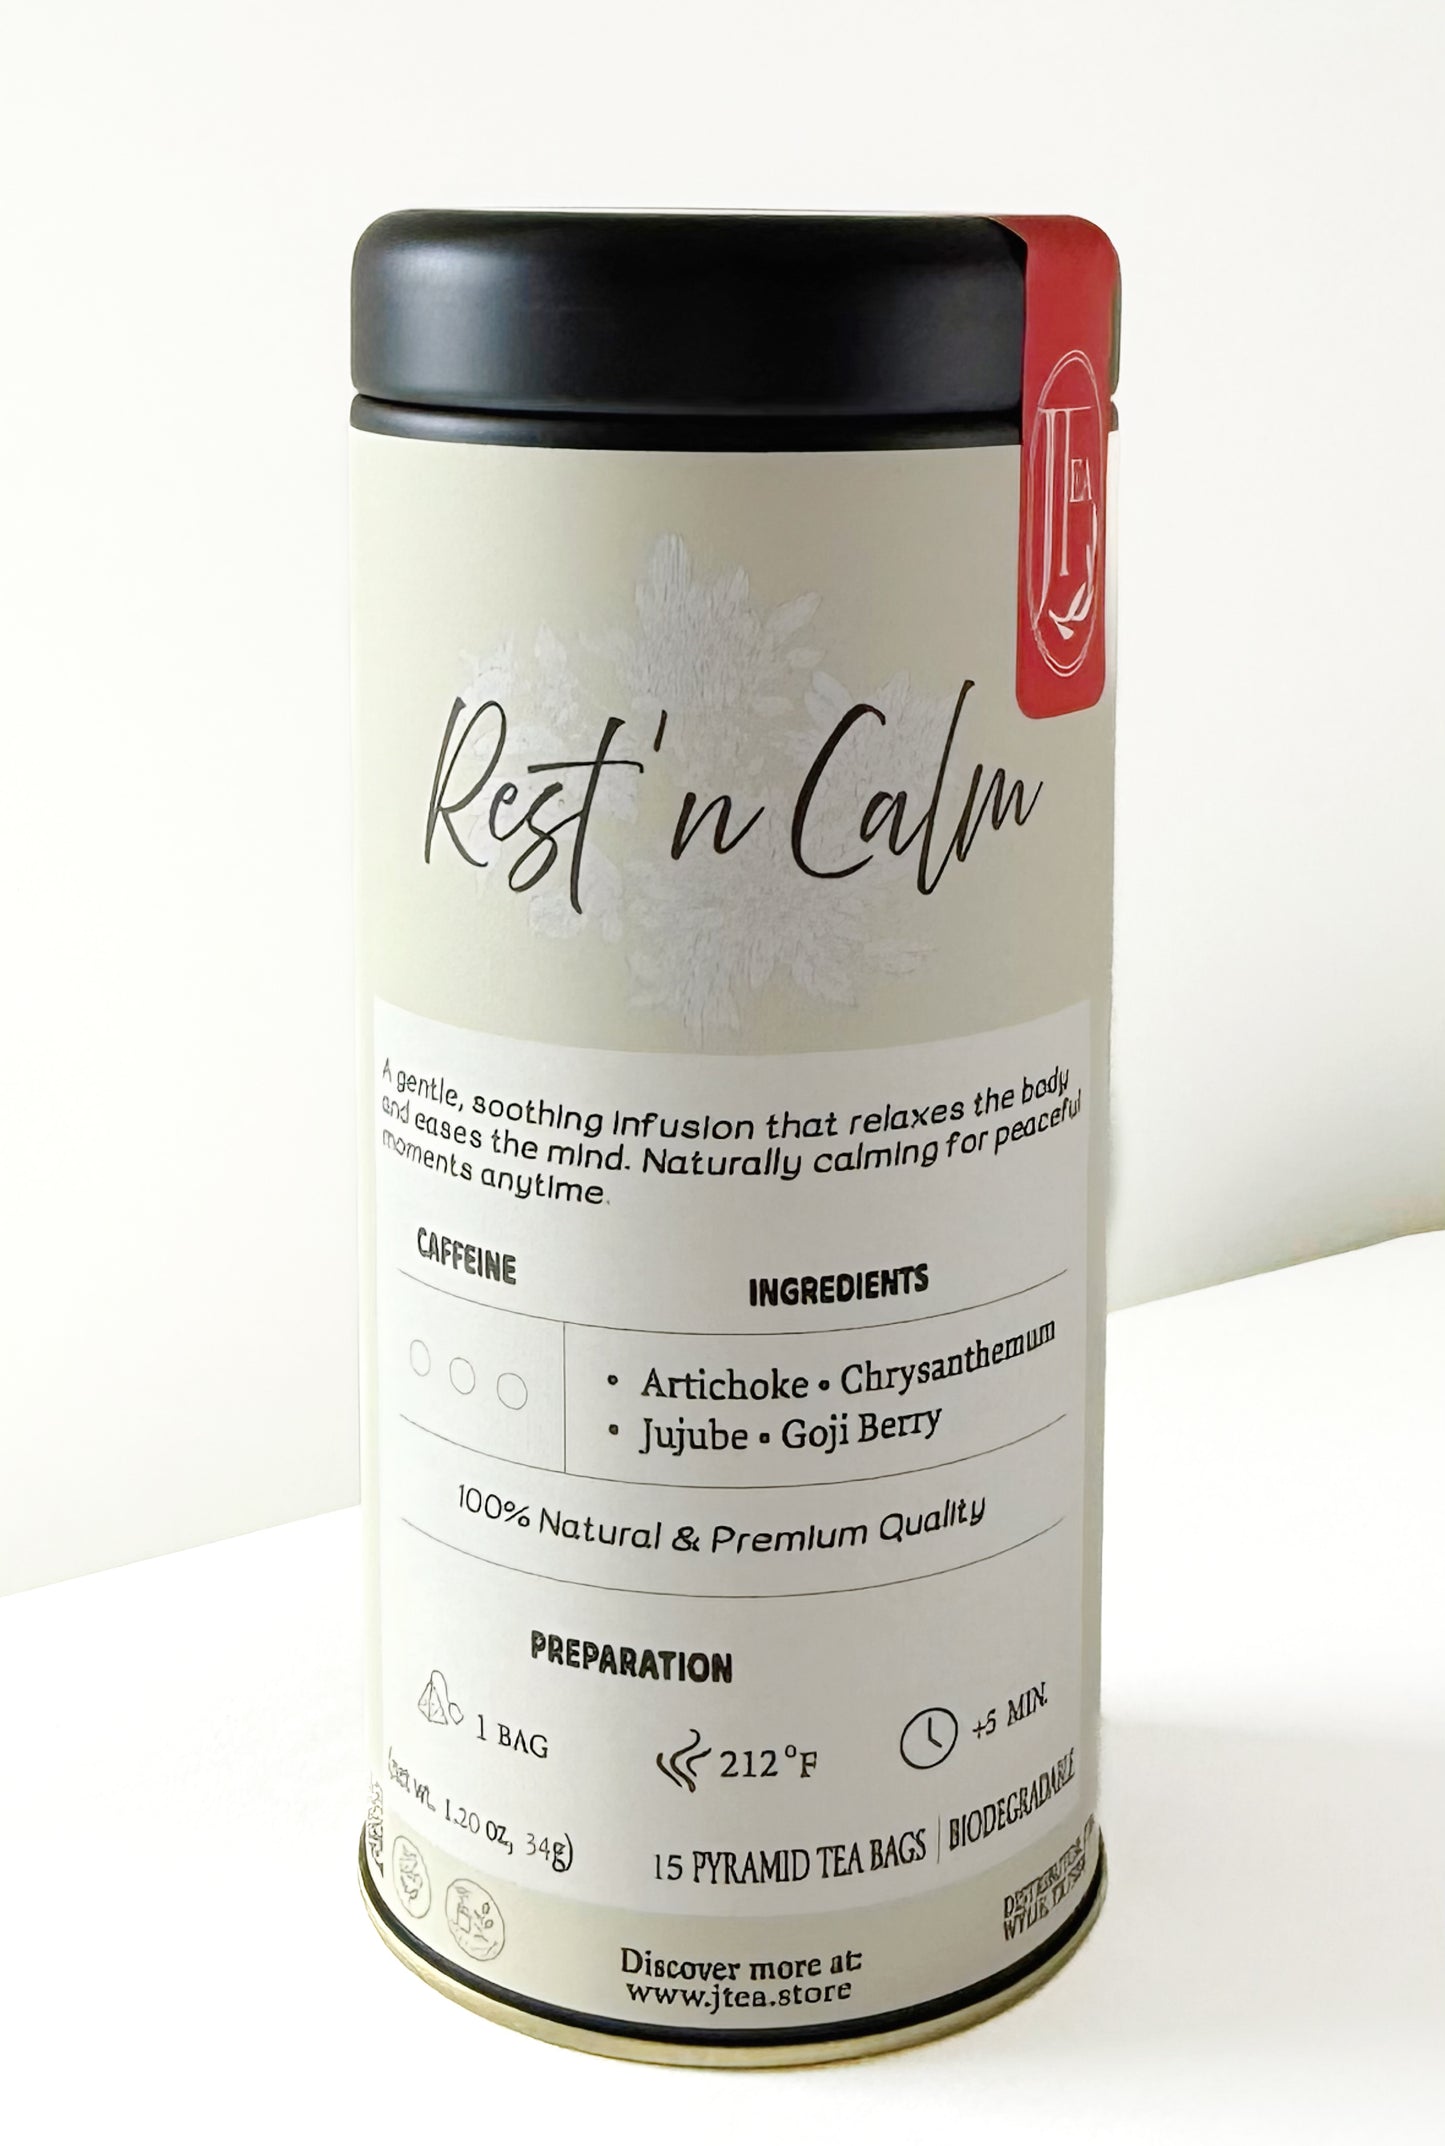 JTEA
Rest'n Calm
A gentle, soothing infusion that relaxes the body
and eases the mind. Naturally calming for peaceful
moments anytime.
CAFFEINE
INGREDIENTS
• Artichoke • Chrysanthemum
• Jujube • Goji Berry
100% Natural & Premium Quality
PREPARATION
1 BAG
212°F
+5 MIN.
(Net wt. 1.20 oz, 34g)
15 PYRAMID TEA BAGS | BIODEGRADABLE
Discover more at:
www.jtea.store